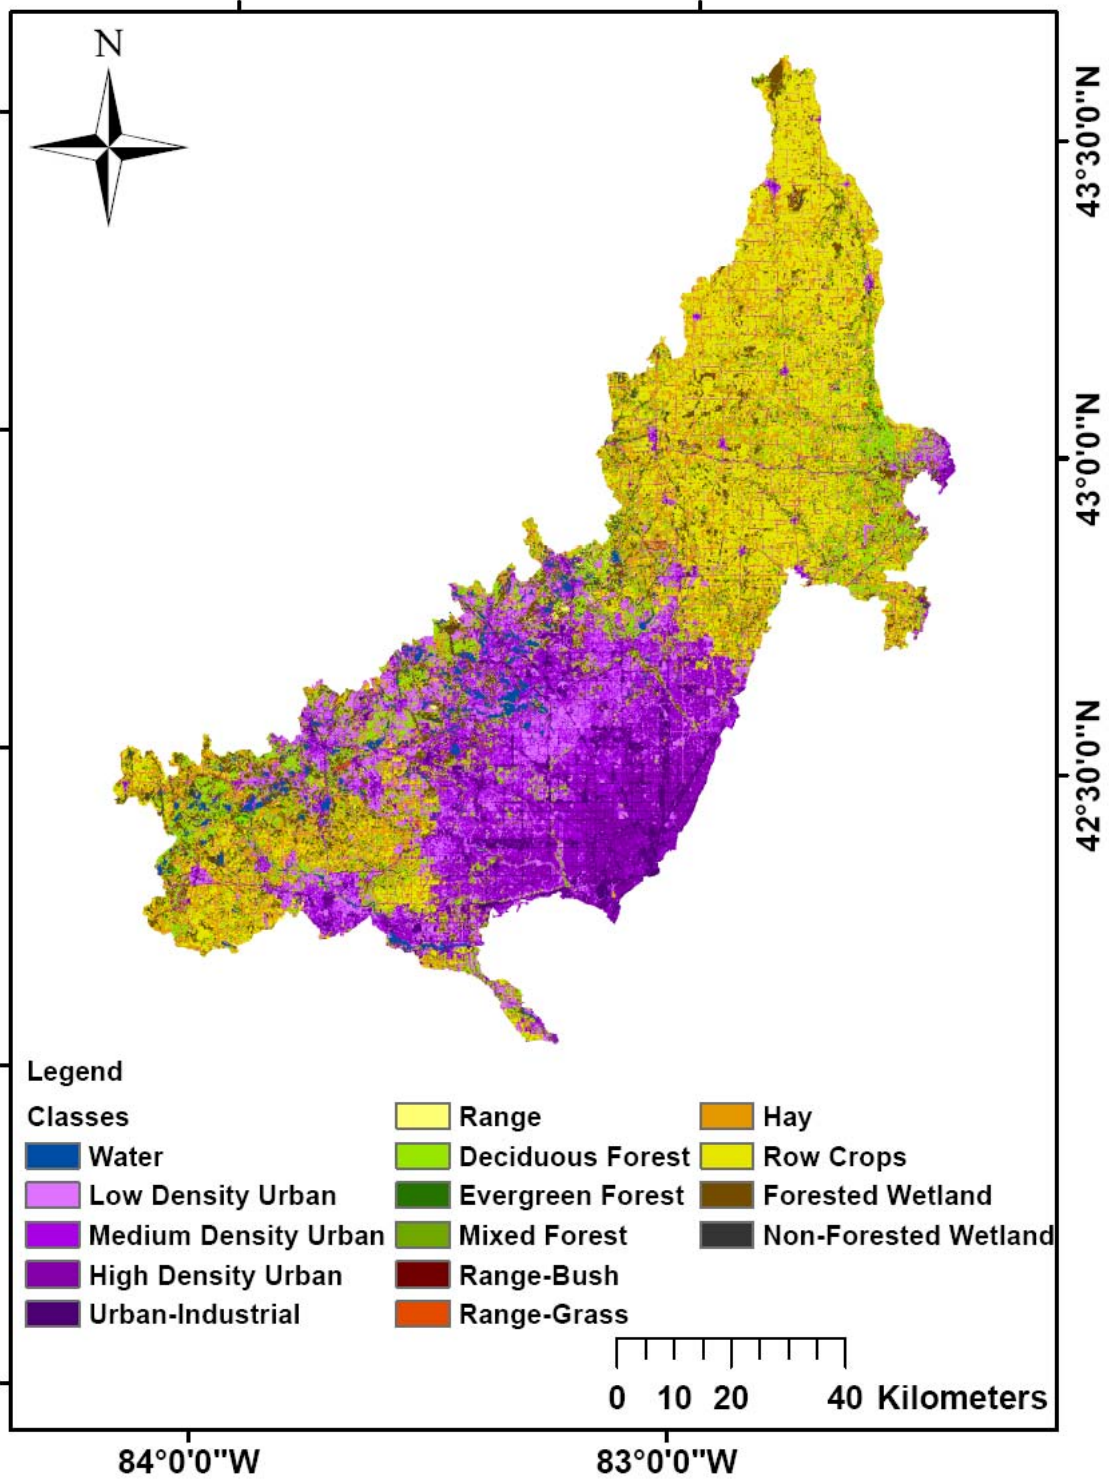 N
43°30'0"N
43°0'0"N
42°30'0"N
Legend
Classes
Water
Low Density Urban
Medium Density Urban
High Density Urban
Urban-Industrial
Range
Deciduous Forest
Evergreen Forest
Mixed Forest
Range-Bush
Range-Grass
Hay
Row Crops
Forested Wetland
Non-Forested Wetland
0 10 20 40 Kilometers
84°0'0"W 83°0'0"W